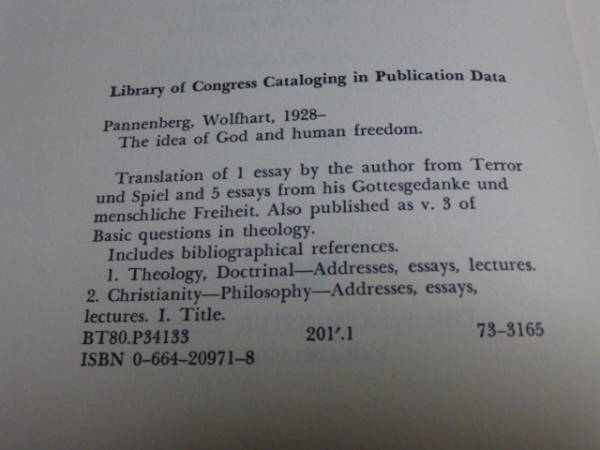 Library of Congress Cataloging in Publication Data
Pannenberg, Wolfhart, 1928–
The idea of God and human freedom.
Translation of 1 essay by the author from Terror
und Spiel and 5 essays from his Gottesgedanke und
menschliche Freiheit. Also published as v. 3 of
Basic questions in theology.
Includes bibliographical references.
1. Theology, Doctrinal—Addresses, essays, lectures.
2. Christianity—Philosophy—Addresses, essays,
lectures. I. Title.
BT80.P34133 201′.1 73–3165
ISBN 0–664–20971–8